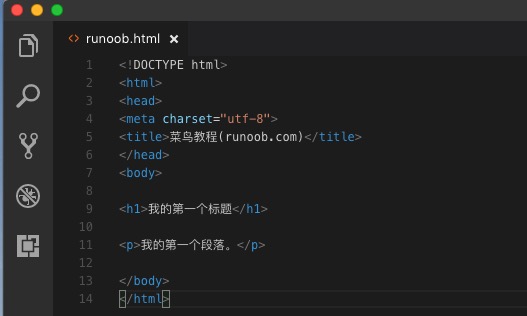 runoob.html
1 <!DOCTYPE html>
2 <html>
3 <head>
4 <meta charset="utf-8">
5 <title>菜鸟教程(runoob.com)</title>
6 </head>
7 <body>
8
9 <h1>我的第一个标题</h1>
10
11 <p>我的第一个段落。</p>
12
13 </body>
14 </html>